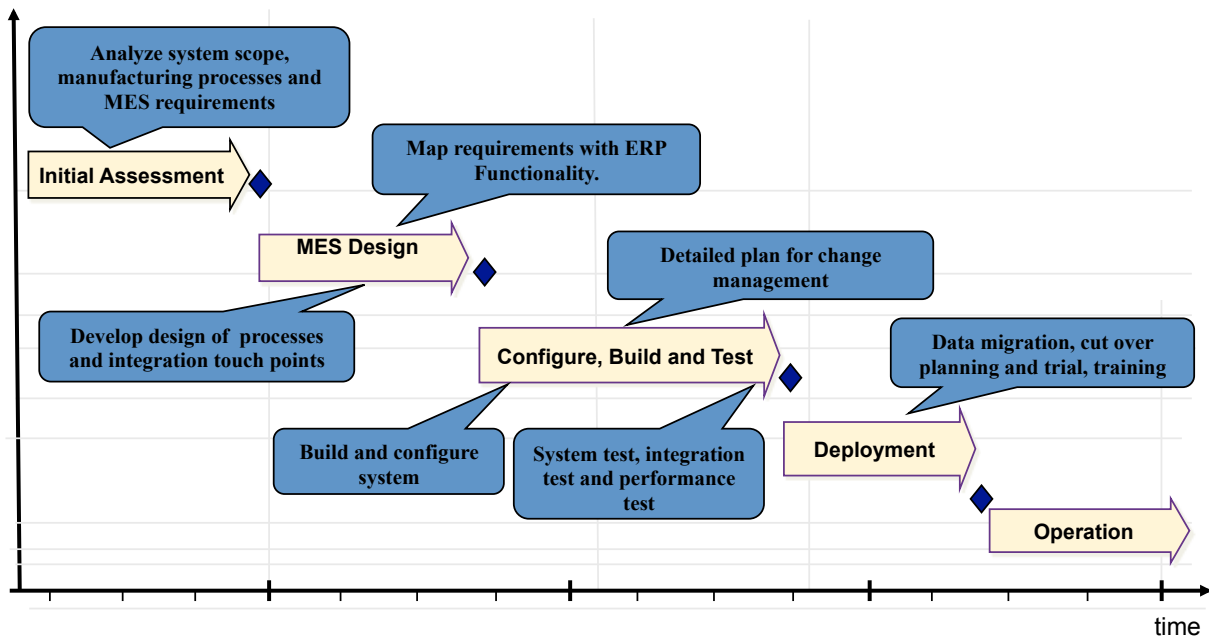 Analyze system scope,
manufacturing processes and
MES requirements
Initial Assessment
Map requirements with ERP
Functionality.
MES Design
Develop design of processes
and integration touch points
Detailed plan for change
management
Configure, Build and Test
Build and configure
system
System test, integration
test and performance
test
Data migration, cut over
planning and trial, training
Deployment
Operation
time